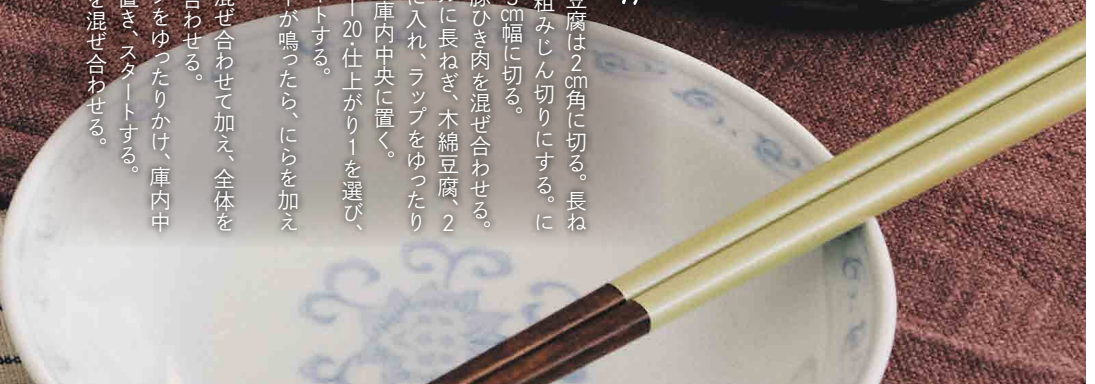 豆腐は2cm角に切る。長ね
粗みじん切りにする。に
cm幅に切る。
豚ひき肉を混ぜ合わせる。
に長ねぎ、木綿豆腐、2
に入れ、ラップをゆったり
庫内中央に置く。
20・仕上がり1を選び、
トする。
が鳴ったら、にらを加え
混ぜ合わせて加え、全体を
合わせる。
をゆったりかけ、庫内中
置き、スタートする。
を混ぜ合わせる。